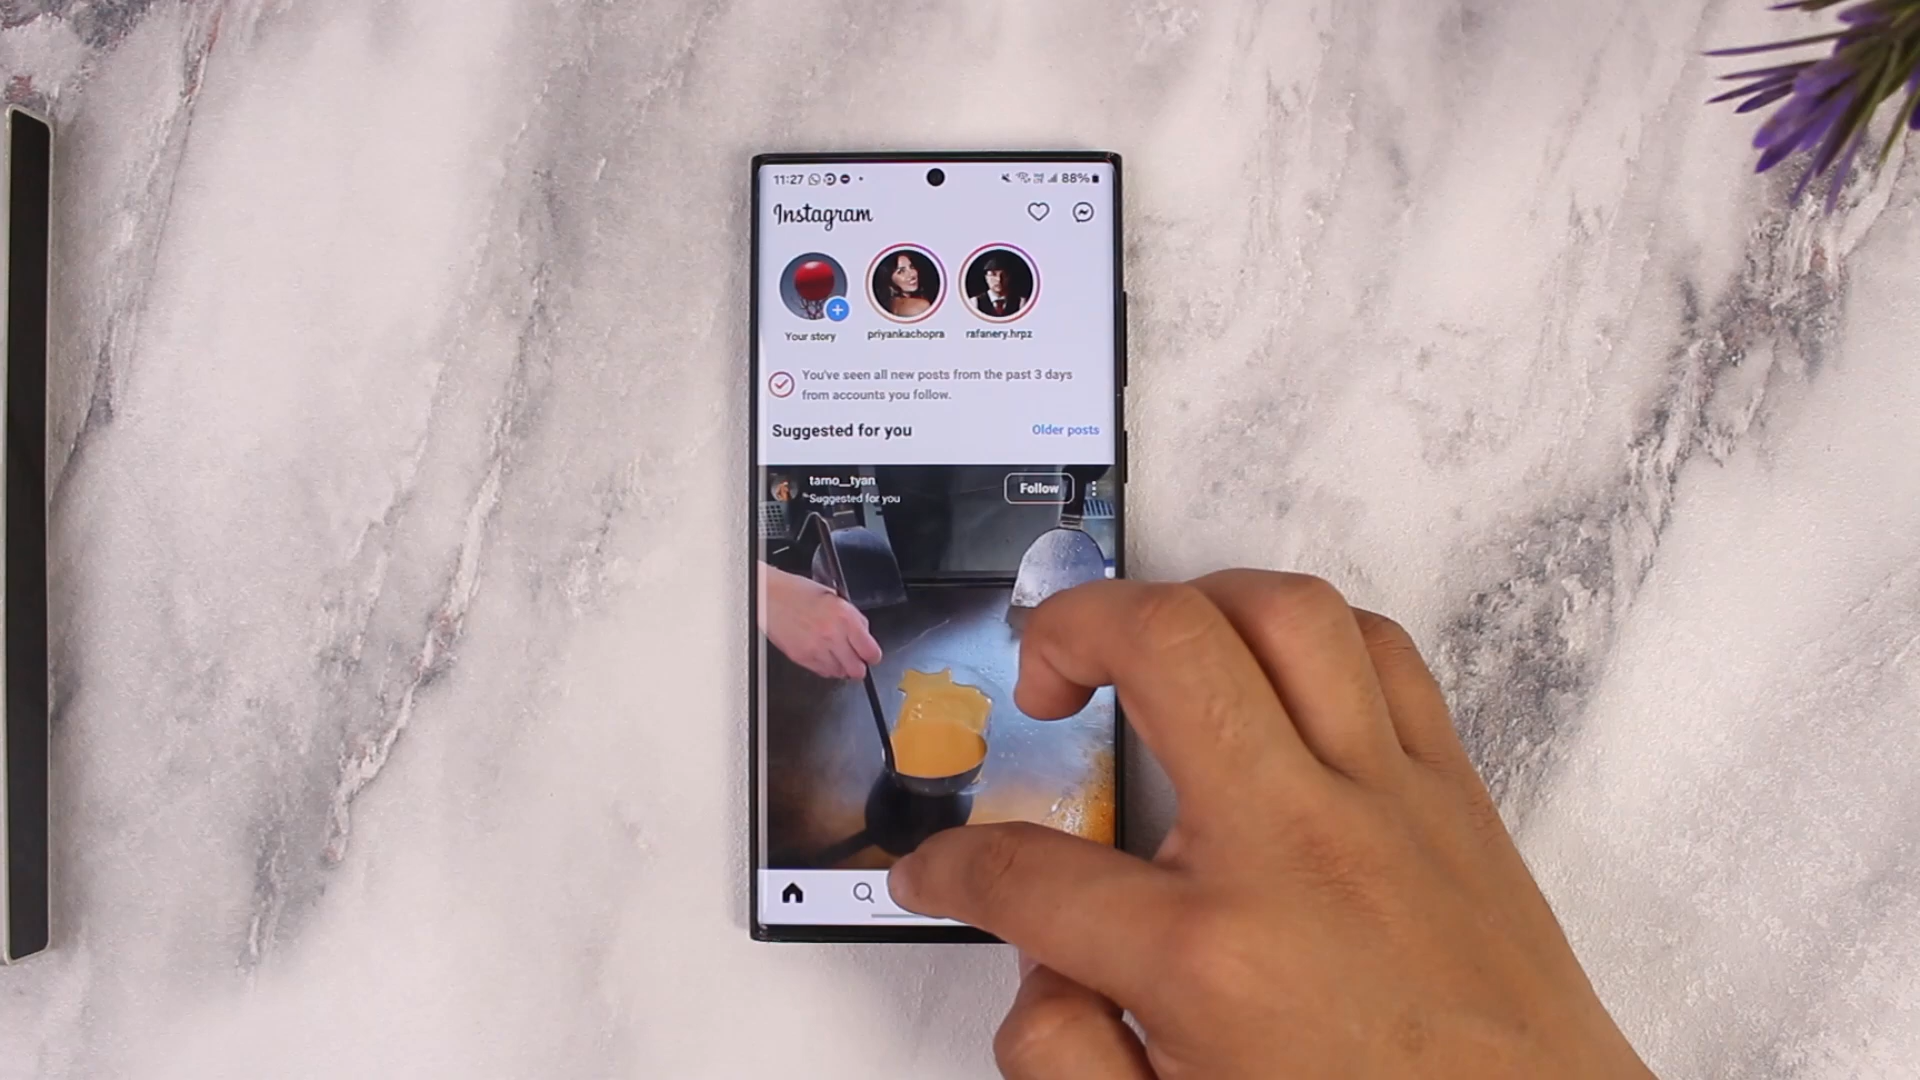 11:27
88%
Instagram
Your story
priyankachopra
rafanery.hrpz
You've seen all new posts from the past 3 days
from accounts you follow.
Suggested for you
Older posts
tamo__tyan
Follow
Suggested for you